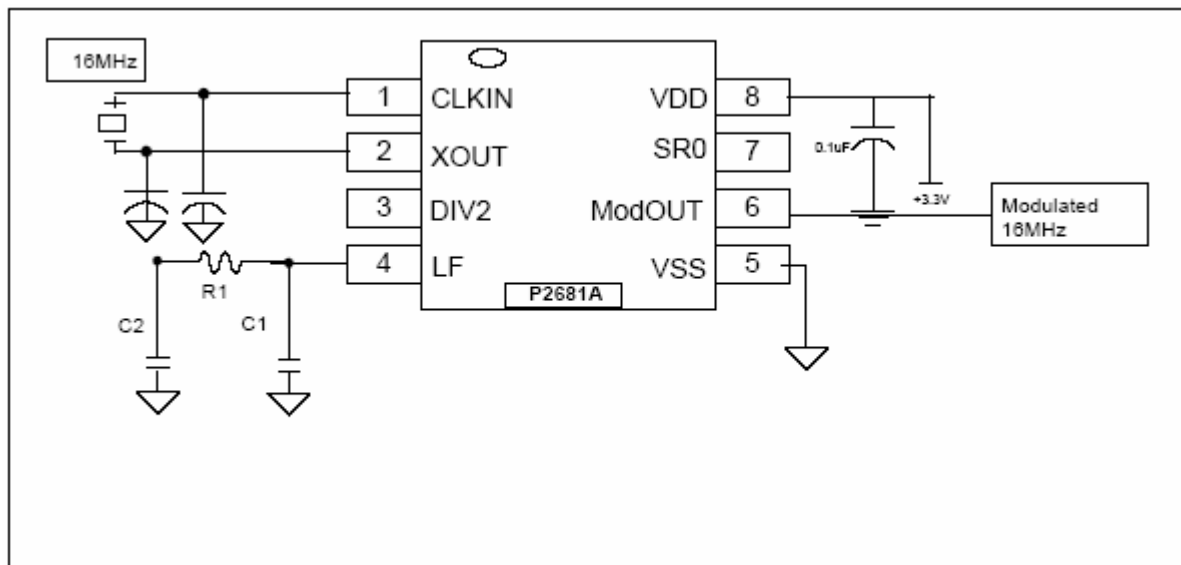 16MHz
1 CLKIN
2 XOUT
3 DIV2
4 LF
VDD 8
SR0 7
ModOUT 6
VSS 5
P2681A
0.1uF
+3.3V
Modulated
16MHz
R1
C2
C1